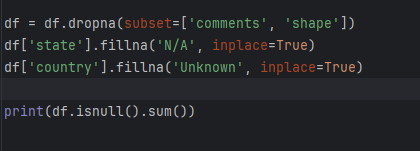 df = df.dropna(subset=['comments', 'shape'])
df['state'].fillna('N/A', inplace=True)
df['country'].fillna('Unknown', inplace=True)
print(df.isnull().sum())